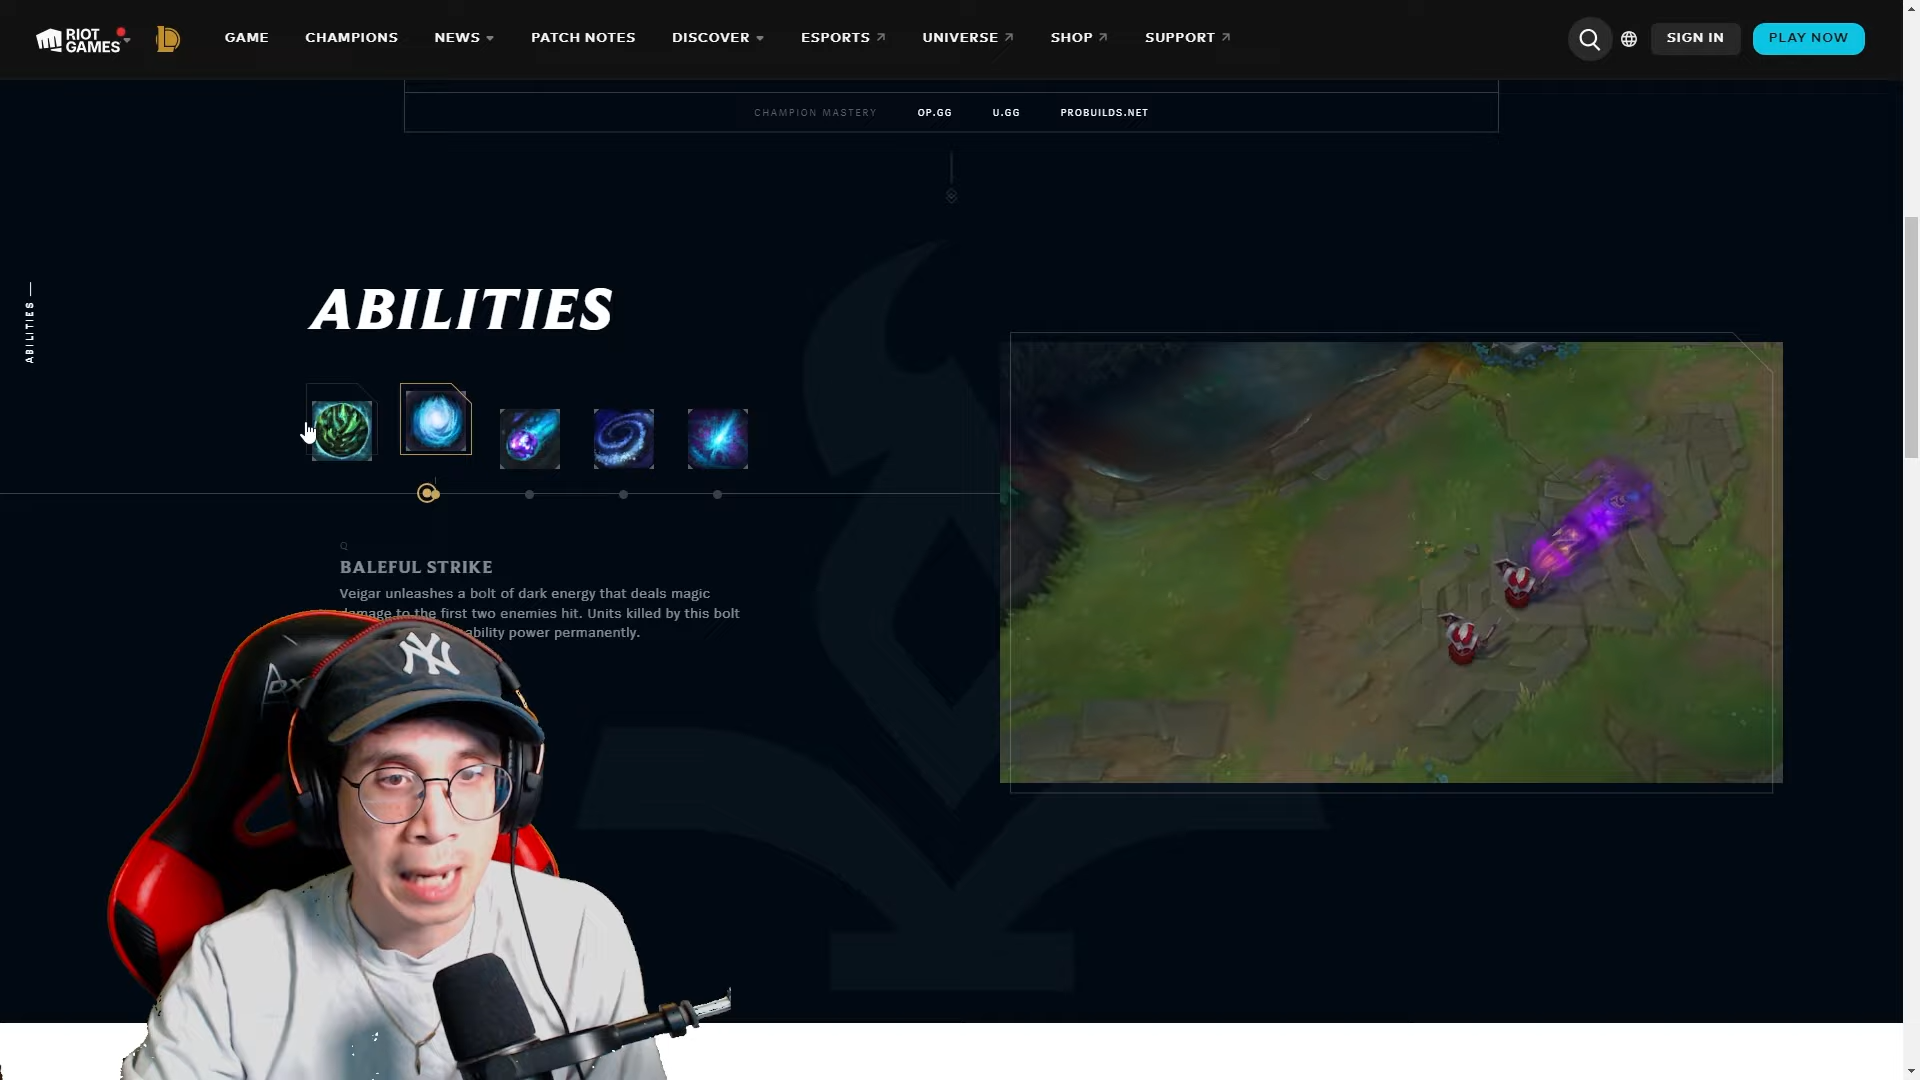 RIOT GAMES
GAME
CHAMPIONS
NEWS
PATCH NOTES
DISCOVER
ESPORTS
UNIVERSE
SHOP
SUPPORT
SIGN IN
PLAY NOW
CHAMPION MASTERY
OP.GG
U.GG
PROBUILDS.NET
ABILITIES
ABILITIES
Q
BALEFUL STRIKE
Veigar unleashes a bolt of dark energy that deals magic
damage to the first two enemies hit. Units killed by this bolt
ability power permanently.
NY